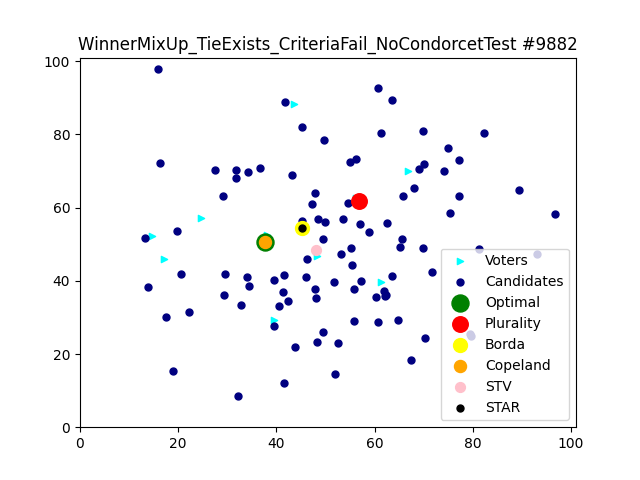 WinnerMixUp_TieExists_CriteriaFail_NoCondorcetTest #9882
100
80
60
40
20
0
0 20 40 60 80 100
Voters
Candidates
Optimal
Plurality
Borda
Copeland
STV
STAR